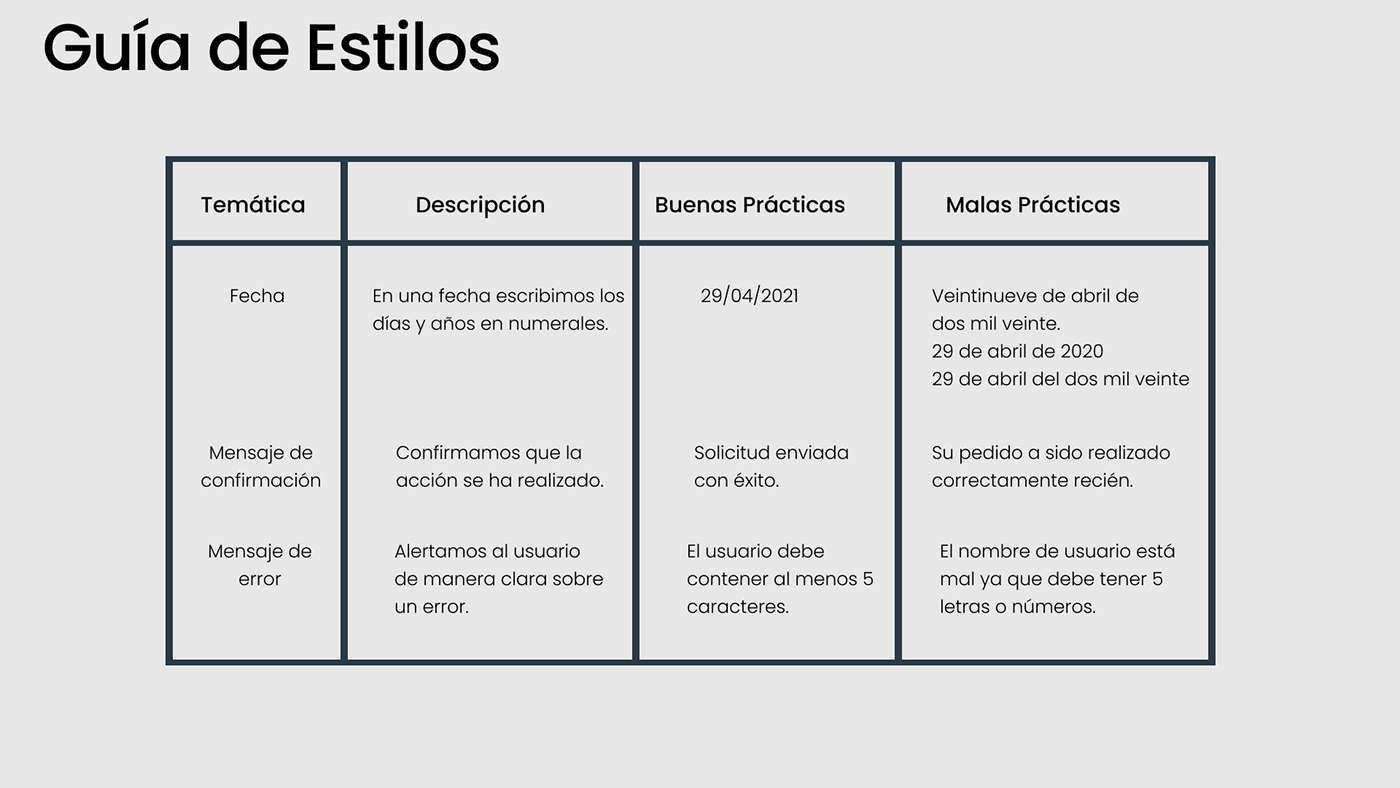 Guía de Estilos
Temática
Descripción
Buenas Prácticas
Malas Prácticas
Fecha
En una fecha escribimos los
días y años en numerales.
29/04/2021
Veintinueve de abril de
dos mil veinte.
29 de abril de 2020
29 de abril del dos mil veinte
Mensaje de
confirmación
Confirmamos que la
acción se ha realizado.
Solicitud enviada
con éxito.
Su pedido a sido realizado
correctamente recién.
Mensaje de
error
Alertamos al usuario
de manera clara sobre
un error.
El usuario debe
contener al menos 5
caracteres.
El nombre de usuario está
mal ya que debe tener 5
letras o números.